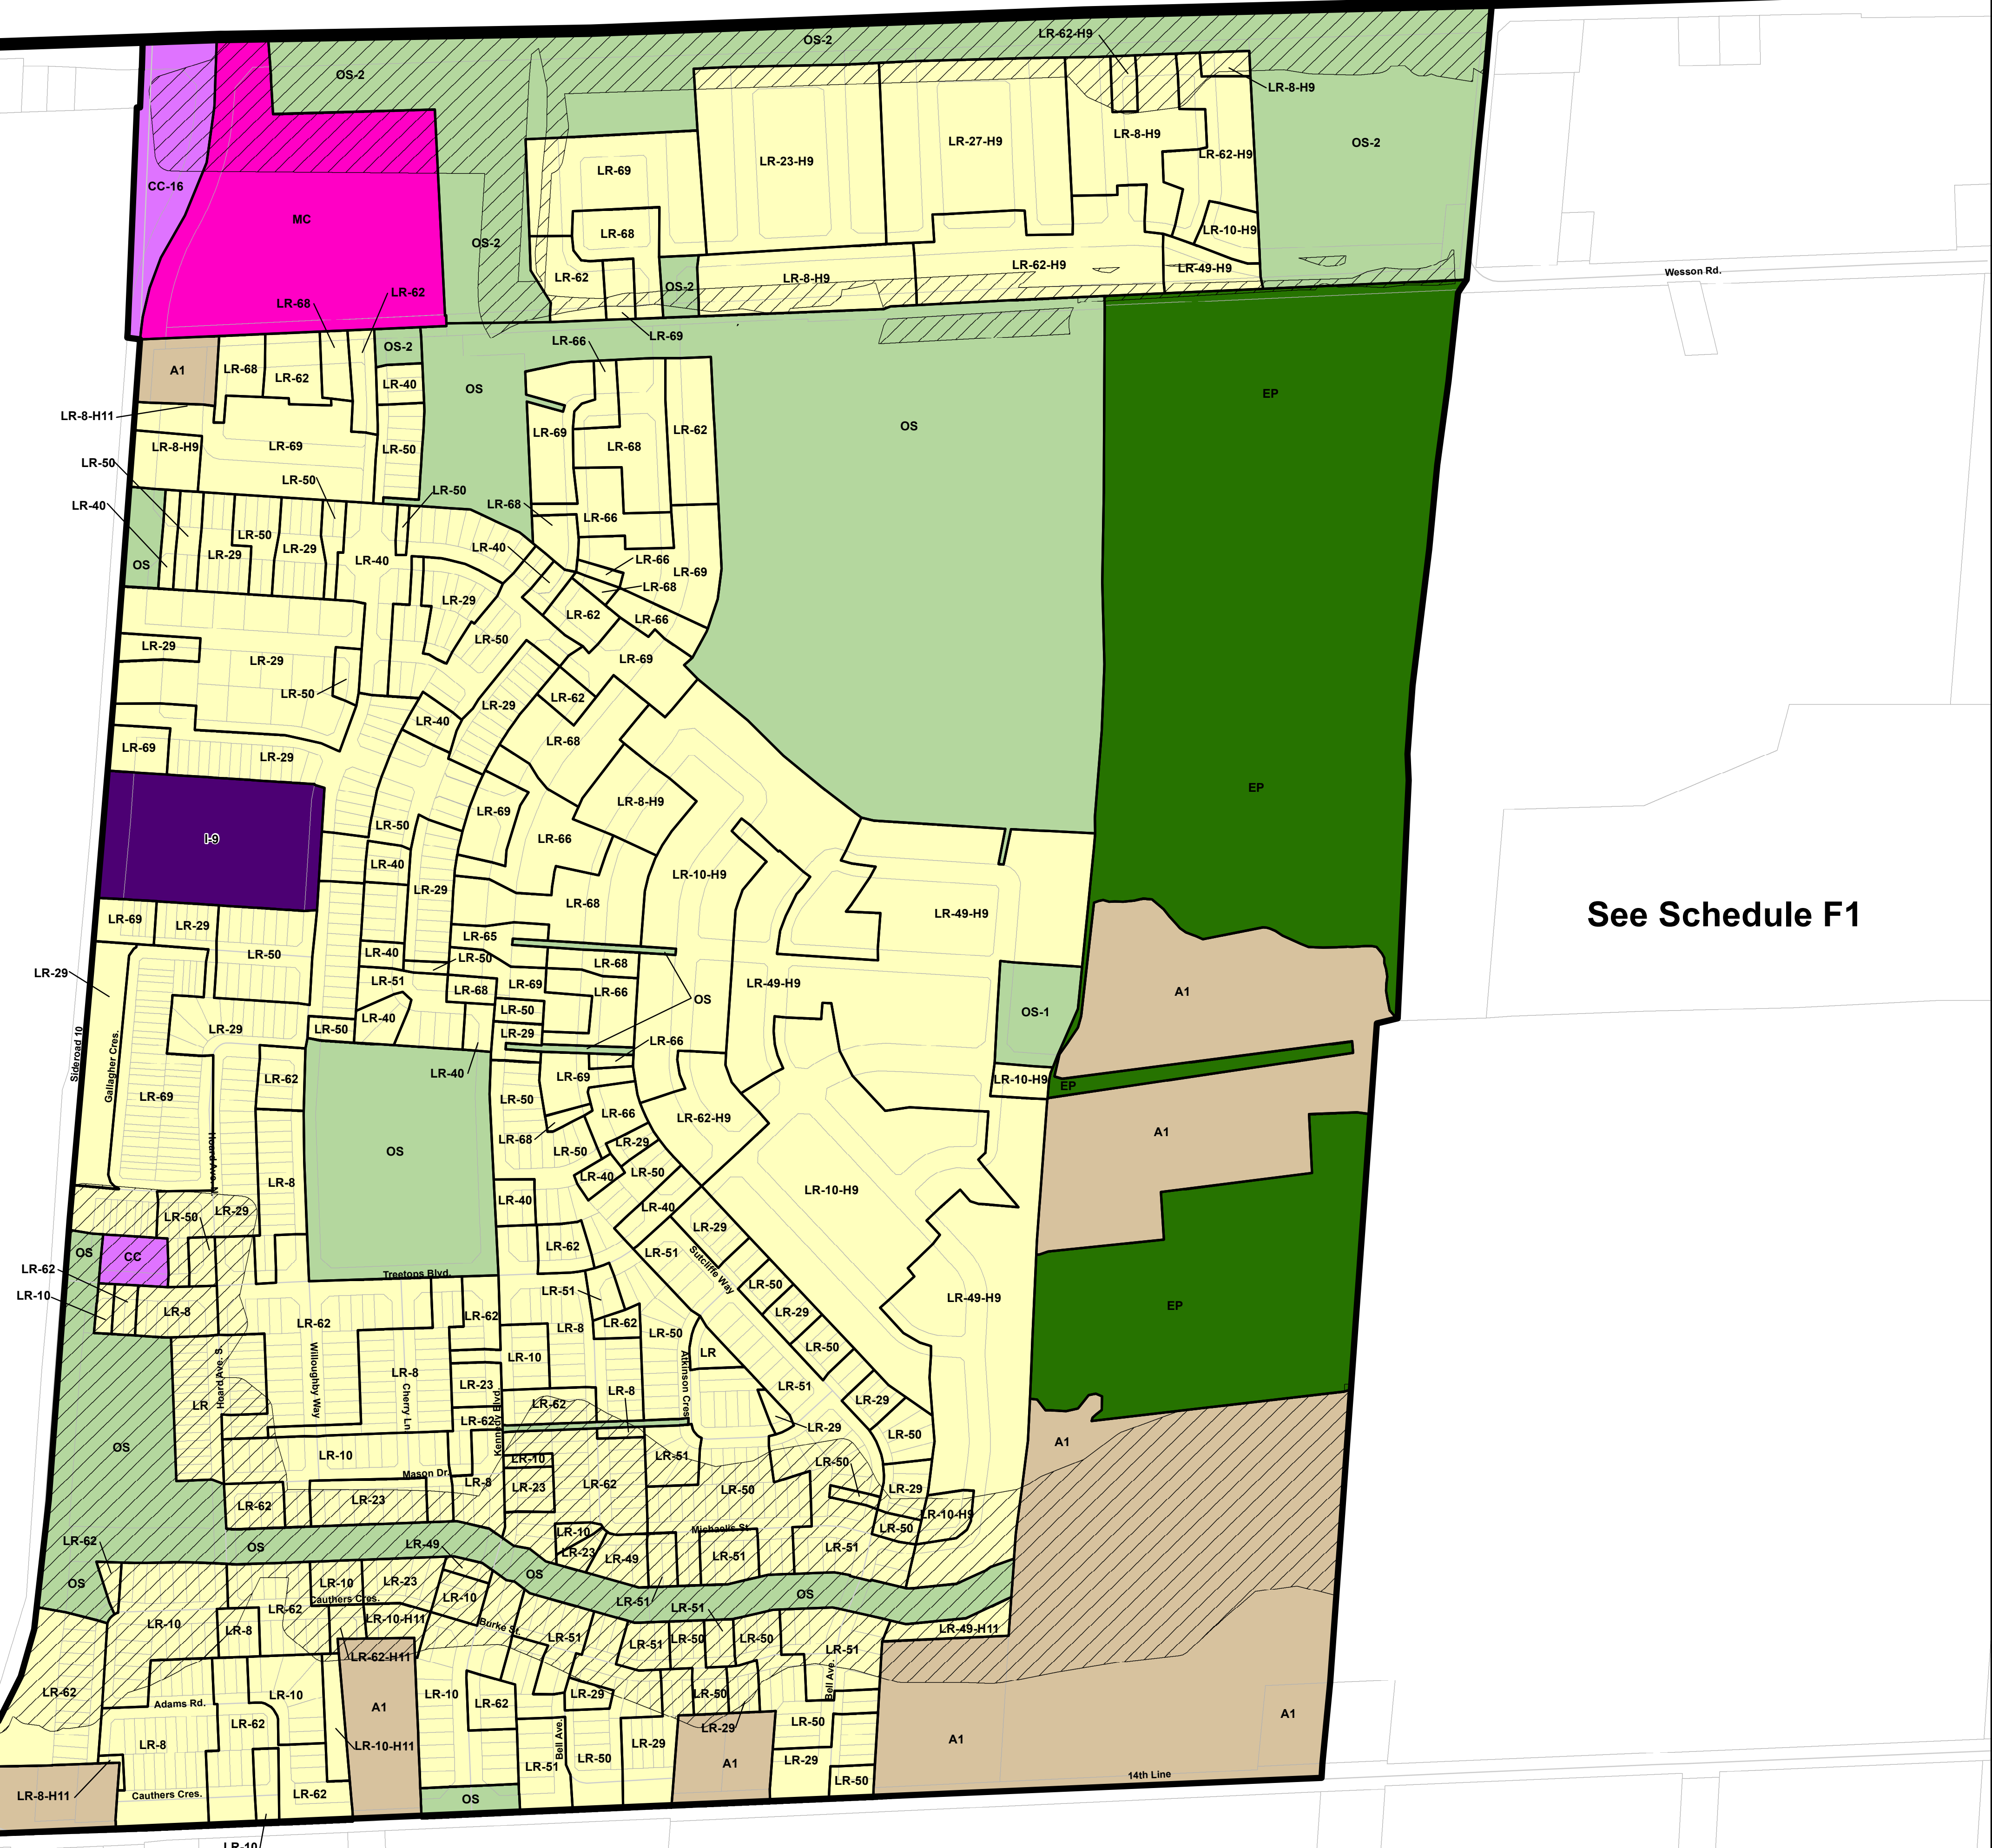 OS-2
LR-62-H9
OS-2
LR-8-H9
LR-8-H9
OS-2
LR-27-H9
LR-23-H9
LR-62-H9
LR-69
CC-16
MC
LR-68
LR-10-H9
OS-2
LR-62-H9
LR-49-H9
LR-62
LR-8-H9
Wesson Rd.
OS-2
LR-62
LR-68
LR-69
LR-66
OS-2
A1
LR-68
LR-62
LR-40
OS
EP
LR-8-H11
OS
LR-69
LR-62
LR-8-H9
LR-69
LR-50
LR-68
LR-50
LR-50
LR-50
LR-40
LR-68
LR-66
LR-50
LR-29
LR-29
LR-40
LR-40
LR-66
OS
LR-69
LR-68
LR-29
LR-62
LR-66
LR-50
LR-29
LR-29
LR-69
LR-50
LR-62
LR-29
LR-40
LR-68
LR-69
LR-29
EP
LR-8-H9
LR-69
LR-50
I-9
LR-66
LR-40
LR-10-H9
LR-29
LR-68
LR-49-H9
See Schedule F1
LR-69
LR-29
LR-65
LR-50
LR-40
LR-50
LR-68
LR-29
LR-51
LR-69
LR-49-H9
LR-68
LR-66
A1
OS
LR-50
OS-1
LR-40
LR-29
LR-50
LR-29
LR-66
Sideroad 10
Gallagher Cres.
LR-40
LR-62
LR-69
LR-10-H9
EP
LR-69
LR-50
LR-66
LR-62-H9
A1
LR-68
LR-29
OS
LR-50
Hoard Ave. N.
LR-40
LR-50
LR-8
LR-10-H9
LR-40
LR-40
LR-50
LR-29
LR-29
LR-62
LR-51
OS
CC
LR-62
Treetops Blvd.
Sutcliffe Way
LR-50
LR-10
LR-51
LR-49-H9
EP
LR-8
LR-29
LR-62
LR-62
LR-8
LR-62
LR-50
LR-50
LR
LR-10
LR-8
Hoard Ave. S.
Willoughby Way
Cherry Ln
Atkinson Cres.
LR-23
LR-8
LR-51
LR
LR-62
LR-29
LR-62
Kennedy Blvd.
LR-29
LR-50
A1
OS
LR-10
LR-51
LR-10
LR-50
Mason Dr.
LR-8
LR-23
LR-62
LR-50
LR-29
LR-62
LR-23
LR-10-H9
LR-50
Michaelis St.
LR-10
LR-62
LR-49
LR-23
LR-49
LR-51
LR-51
OS
OS
OS
LR-10
LR-23
LR-10
OS
Cauthers Cres.
LR-51
LR-51
LR-62
LR-10
LR-8
LR-10-H11
Burke St.
LR-51
LR-51
LR-50
LR-50
LR-51
LR-49-H11
LR-62-H11
LR-62
LR-10
LR-10
LR-29
LR-50
Bell Ave.
Adams Rd.
LR-62
A1
LR-62
LR-29
LR-50
A1
LR-8
LR-10-H11
Bell Ave.
LR-29
A1
LR-51
LR-50
A1
LR-29
14th Line
LR-50
LR-8-H11
Cauthers Cres.
LR-62
OS
LR-10